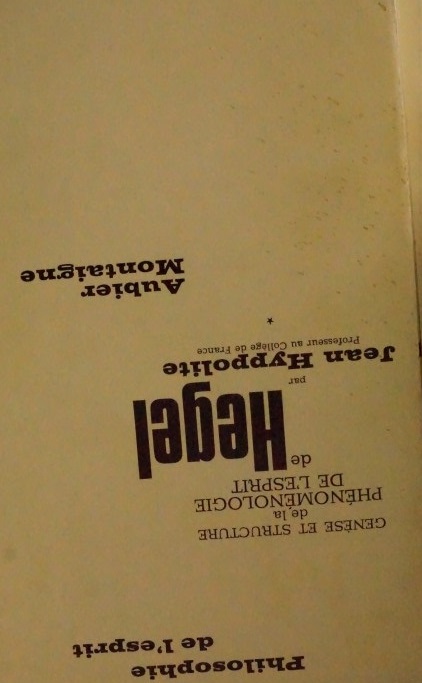 Philosophie
de l'esprit
GENÈSE ET STRUCTURE
de la
PHÉNOMÉNOLOGIE
DE L'ESPRIT
de
Hegel
par
Jean Hyppolite
Professeur au Collège de France
*
Aubier
Montaigne